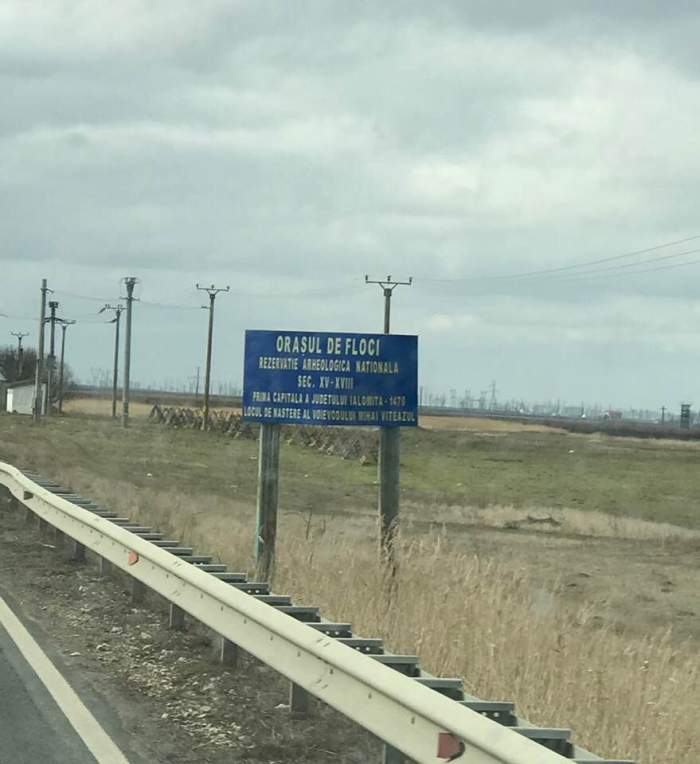 ORAȘUL DE FLOCI
REZERVATIE ARHEOLOGICA NATIONALA
SEC. XV-XVIII
PRIMA CAPITALA A JUDETULUI IALOMITA - 1470
LOCUL DE NASTERE AL VOIEVODULUI MIHAI VITEAZUL